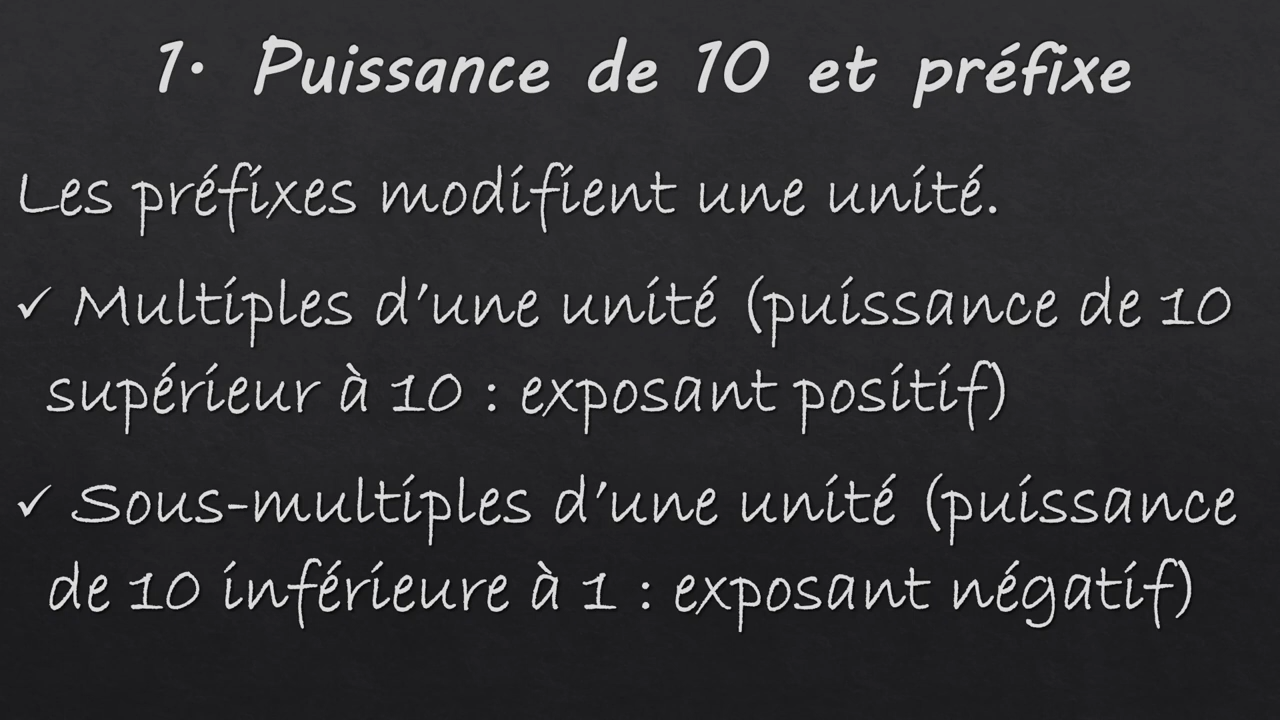 1. Puissance de 10 et préfixe
Les préfixes modifient une unité.
✓ Multiples d’une unité (puissance de 10
supérieur à 10 : exposant positif)
✓ Sous-multiples d’une unité (puissance
de 10 inférieure à 1 : exposant négatif)